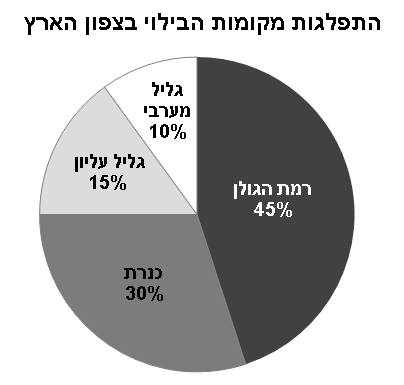 התפלגות מקומות הבילוי בצפון הארץ
גליל
מערבי
10%
גליל עליון
15%
רמת הגולן
45%
כנרת
30%